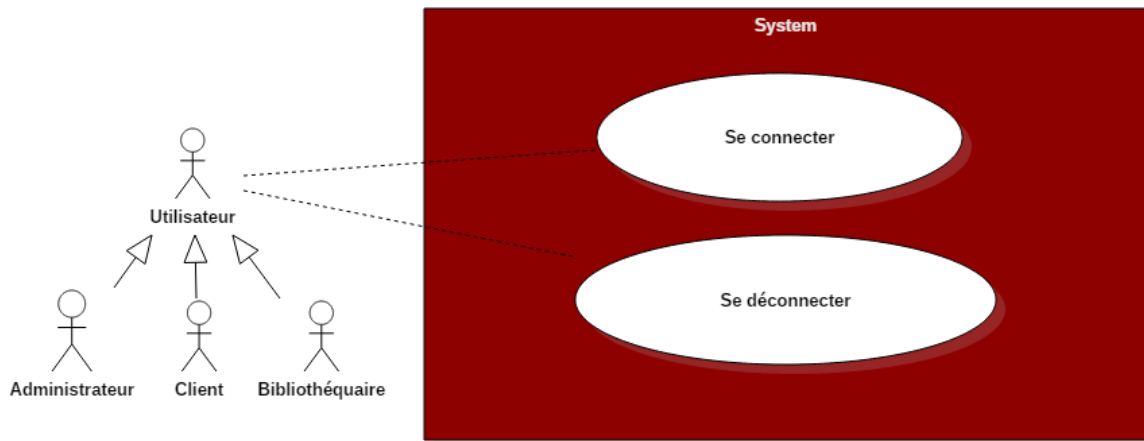 System
Se connecter
Utilisateur
Se déconnecter
Administrateur
Client
Bibliothéquaire